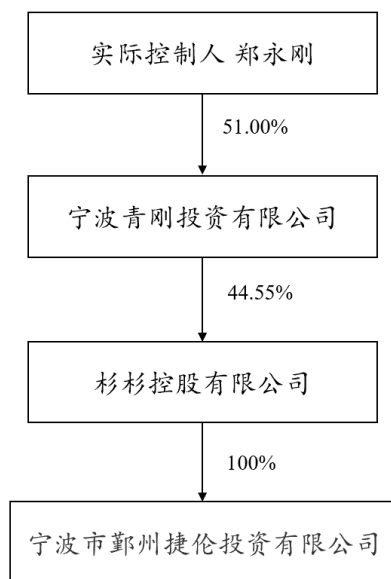 实际控制人 郑永刚
51.00%
宁波青刚投资有限公司
44.55%
杉杉控股有限公司
100%
宁波市鄞州捷伦投资有限公司